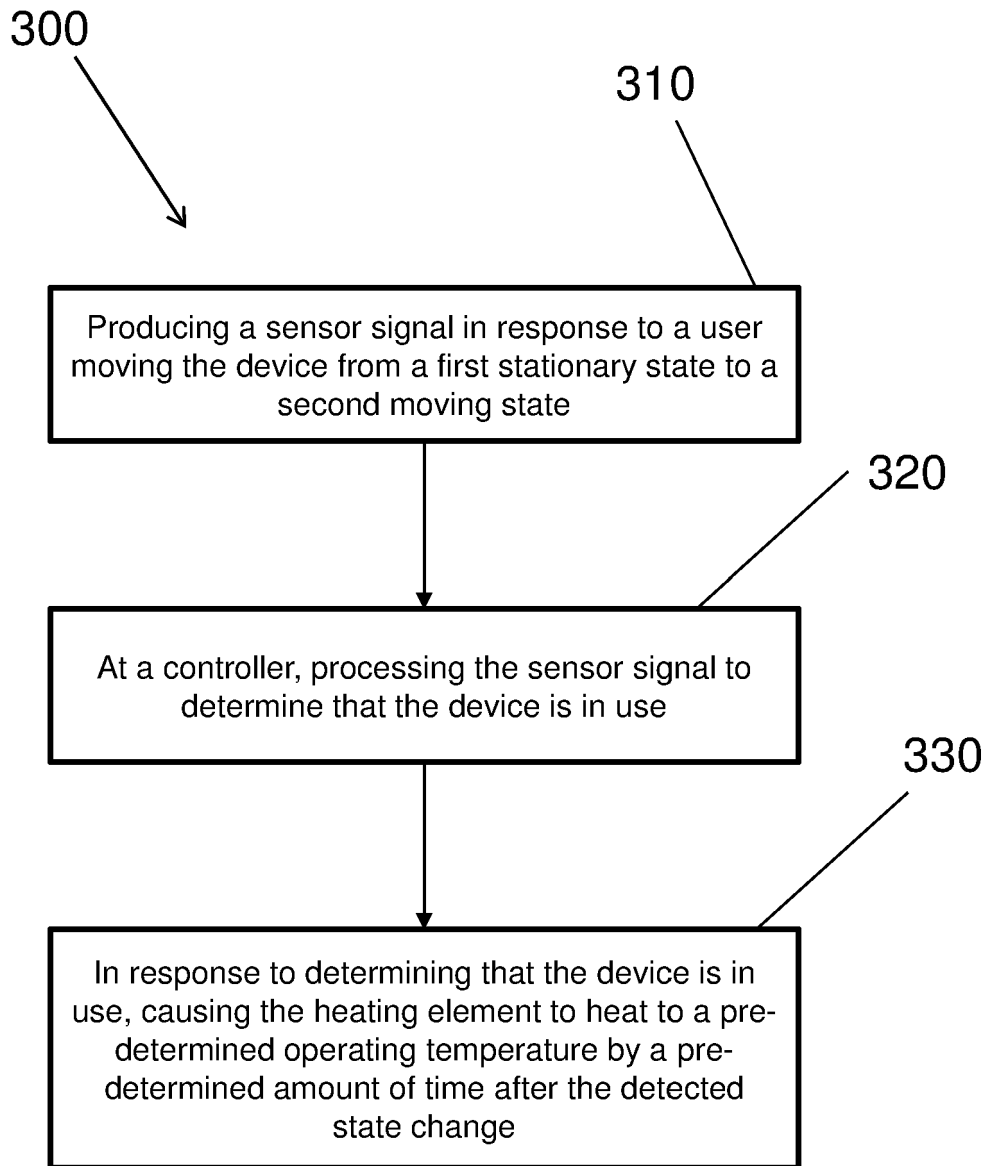 300
310
Producing a sensor signal in response to a user
moving the device from a first stationary state to a
second moving state
320
At a controller, processing the sensor signal to
determine that the device is in use
330
In response to determining that the device is in
use, causing the heating element to heat to a pre-
determined operating temperature by a pre-
determined amount of time after the detected
state change